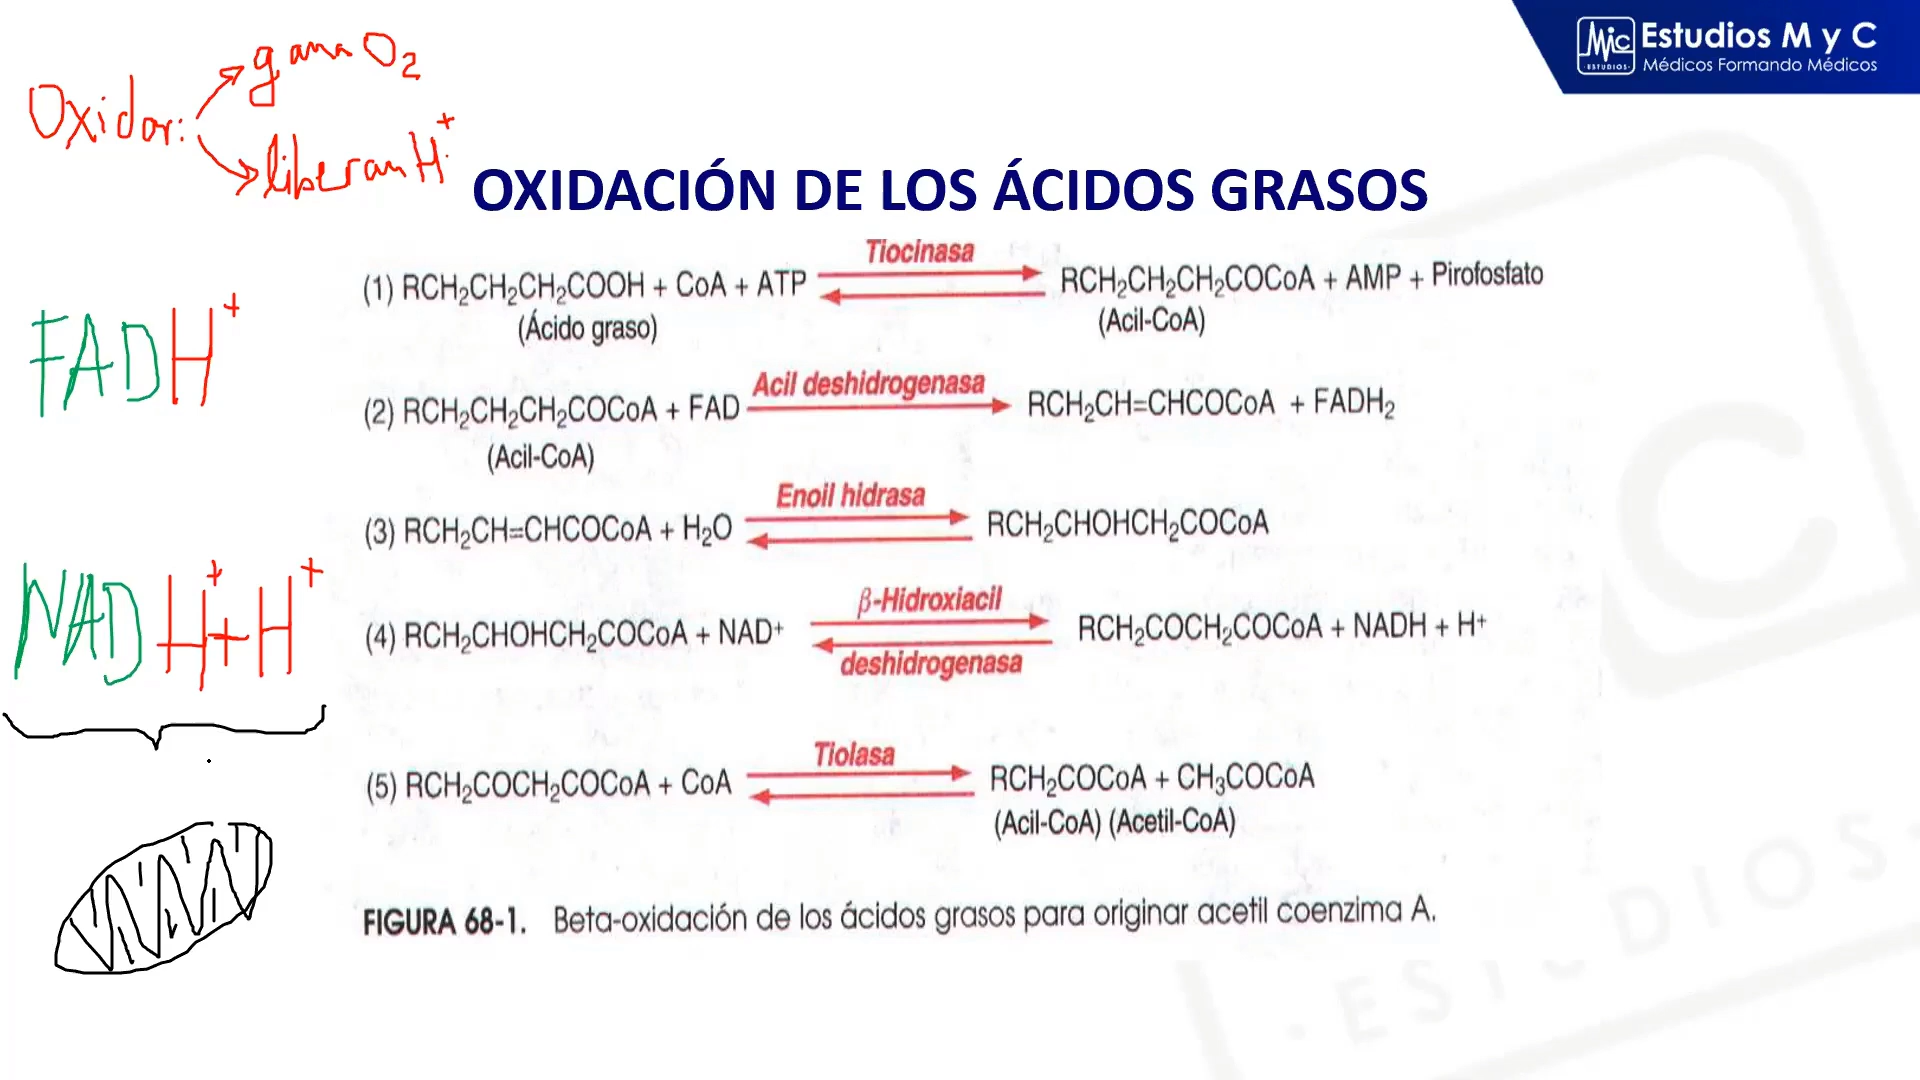 Estudios M y C
Médicos Formando Médicos
MyC
ESTUDIOS
Oxidar:
gana O2
liberan H+
OXIDACIÓN DE LOS ÁCIDOS GRASOS
Tiocinasa
(1) RCH₂CH₂CH₂COOH + CoA + ATP
RCH₂CH₂CH₂COCoA + AMP + Pirofosfato
(Ácido graso)
(Acil-CoA)
FADH+
Acil deshidrogenasa
(2) RCH₂CH₂CH₂COCoA + FAD
RCH₂CH=CHCOCoA + FADH₂
(Acil-CoA)
Enoil hidrasa
(3) RCH₂CH=CHCOCoA + H₂O
RCH₂CHOHCH₂COCoA
NADH+ + H+
β-Hidroxiacil
(4) RCH₂CHOHCH₂COCoA + NAD⁺
RCH₂COCH₂COCoA + NADH + H⁺
deshidrogenasa
Tiolasa
(5) RCH₂COCH₂COCoA + CoA
RCH₂COCoA + CH₃COCoA
(Acil-CoA) (Acetil-CoA)
FIGURA 68-1. Beta-oxidación de los ácidos grasos para originar acetil coenzima A.
C
·ESTUDIOS·